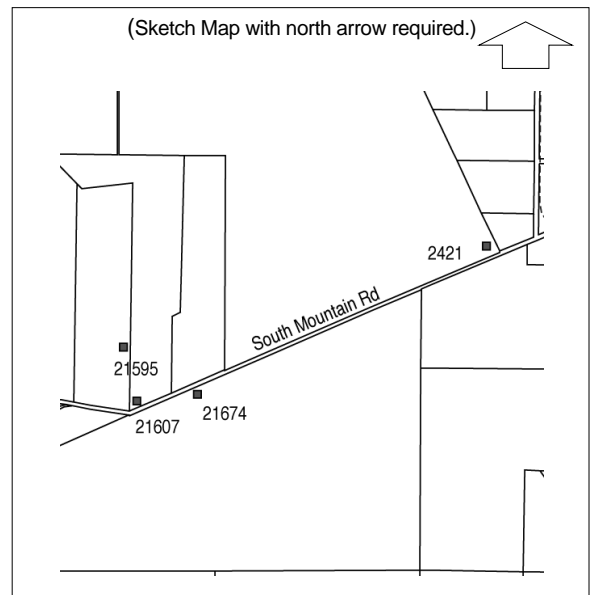 (Sketch Map with north arrow required.)
2421
South Mountain Rd
21595
21674
21607